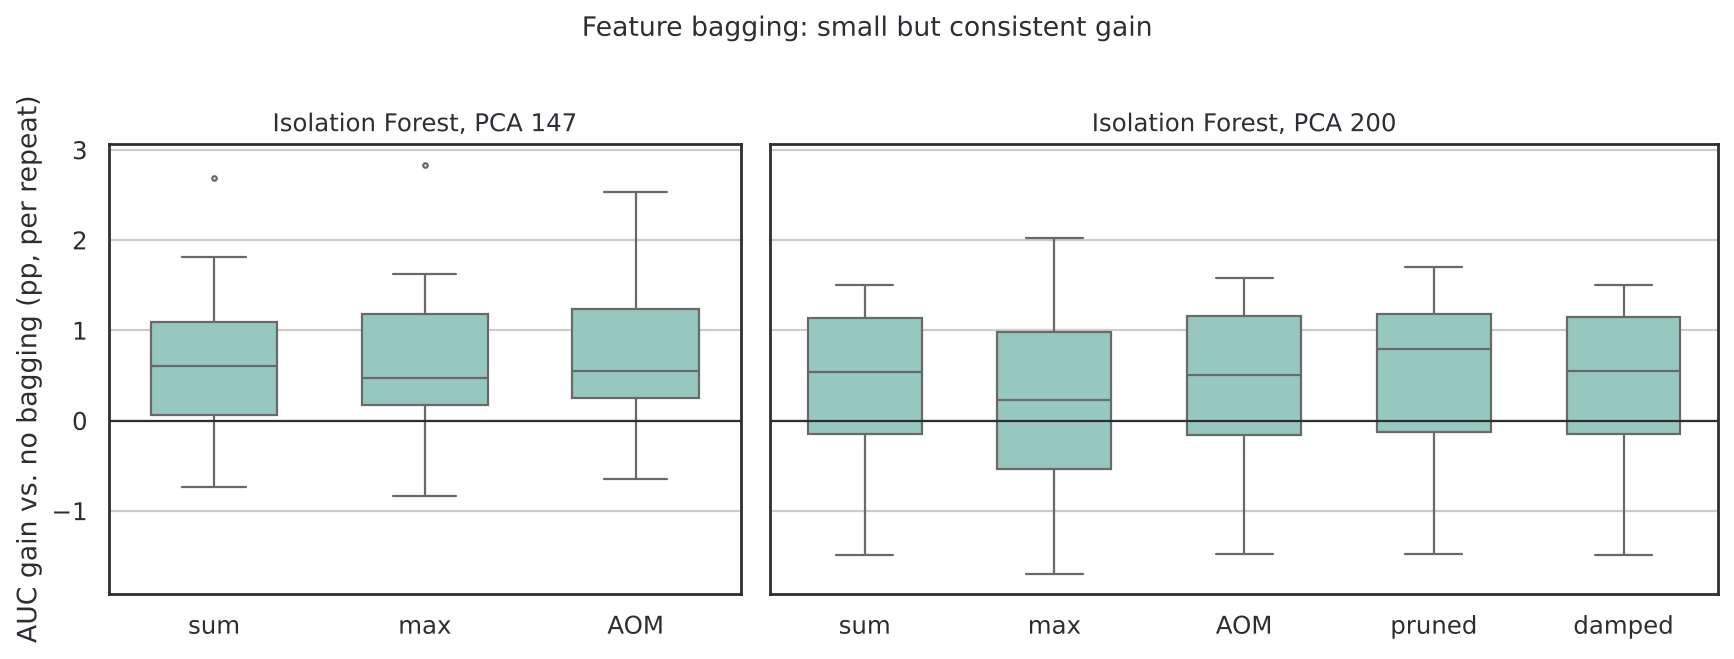 Feature bagging: small but consistent gain
AUC gain vs. no bagging (pp, per repeat)
Isolation Forest, PCA 147
3
2
1
0
−1
sum max AOM
Isolation Forest, PCA 200
sum max AOM pruned damped